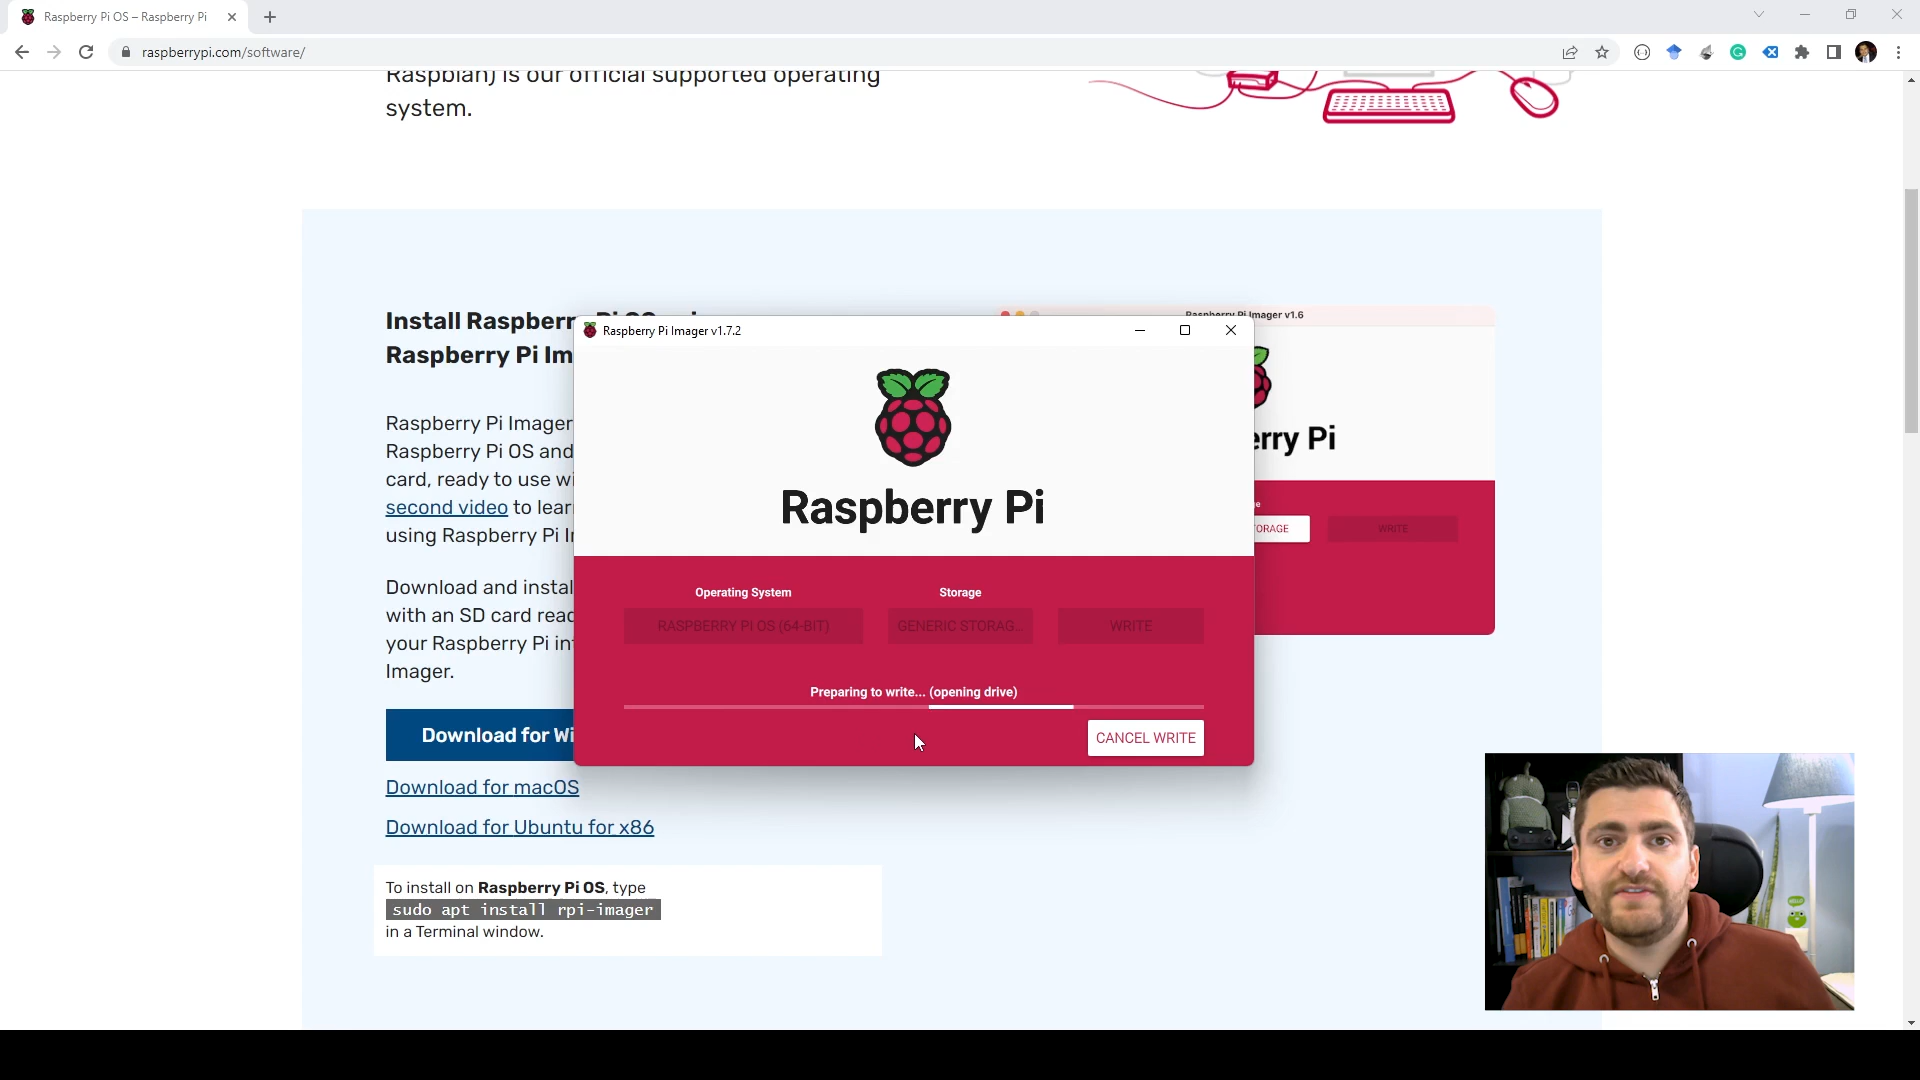 Raspberry Pi OS – Raspberry Pi
raspberrypi.com/software/
Raspbian) is our official supported operating
system.
Install Raspberr
Raspberry Pi Im
Raspberry Pi Imager
Raspberry Pi OS and
card, ready to use wi
second video to lear
using Raspberry Pi I
Download and instal
with an SD card read
your Raspberry Pi int
Imager.
Download for Wi
Download for macOS
Download for Ubuntu for x86
To install on Raspberry Pi OS, type
sudo apt install rpi-imager
in a Terminal window.
Raspberry Pi Imager v1.7.2
Raspberry Pi
Operating System
Storage
RASPBERRY PI OS (64-BIT)
GENERIC STORAG...
WRITE
Preparing to write... (opening drive)
CANCEL WRITE
Raspberry Pi Imager v1.6
erry Pi
ORAGE
WRITE
HELLO